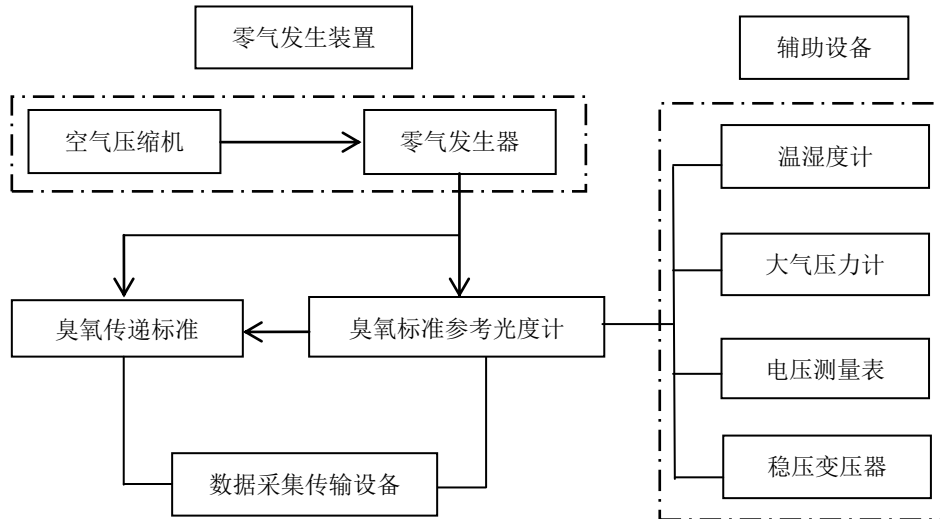 零气发生装置
辅助设备
空气压缩机
零气发生器
温湿度计
大气压力计
臭氧传递标准
臭氧标准参考光度计
电压测量表
数据采集传输设备
稳压变压器